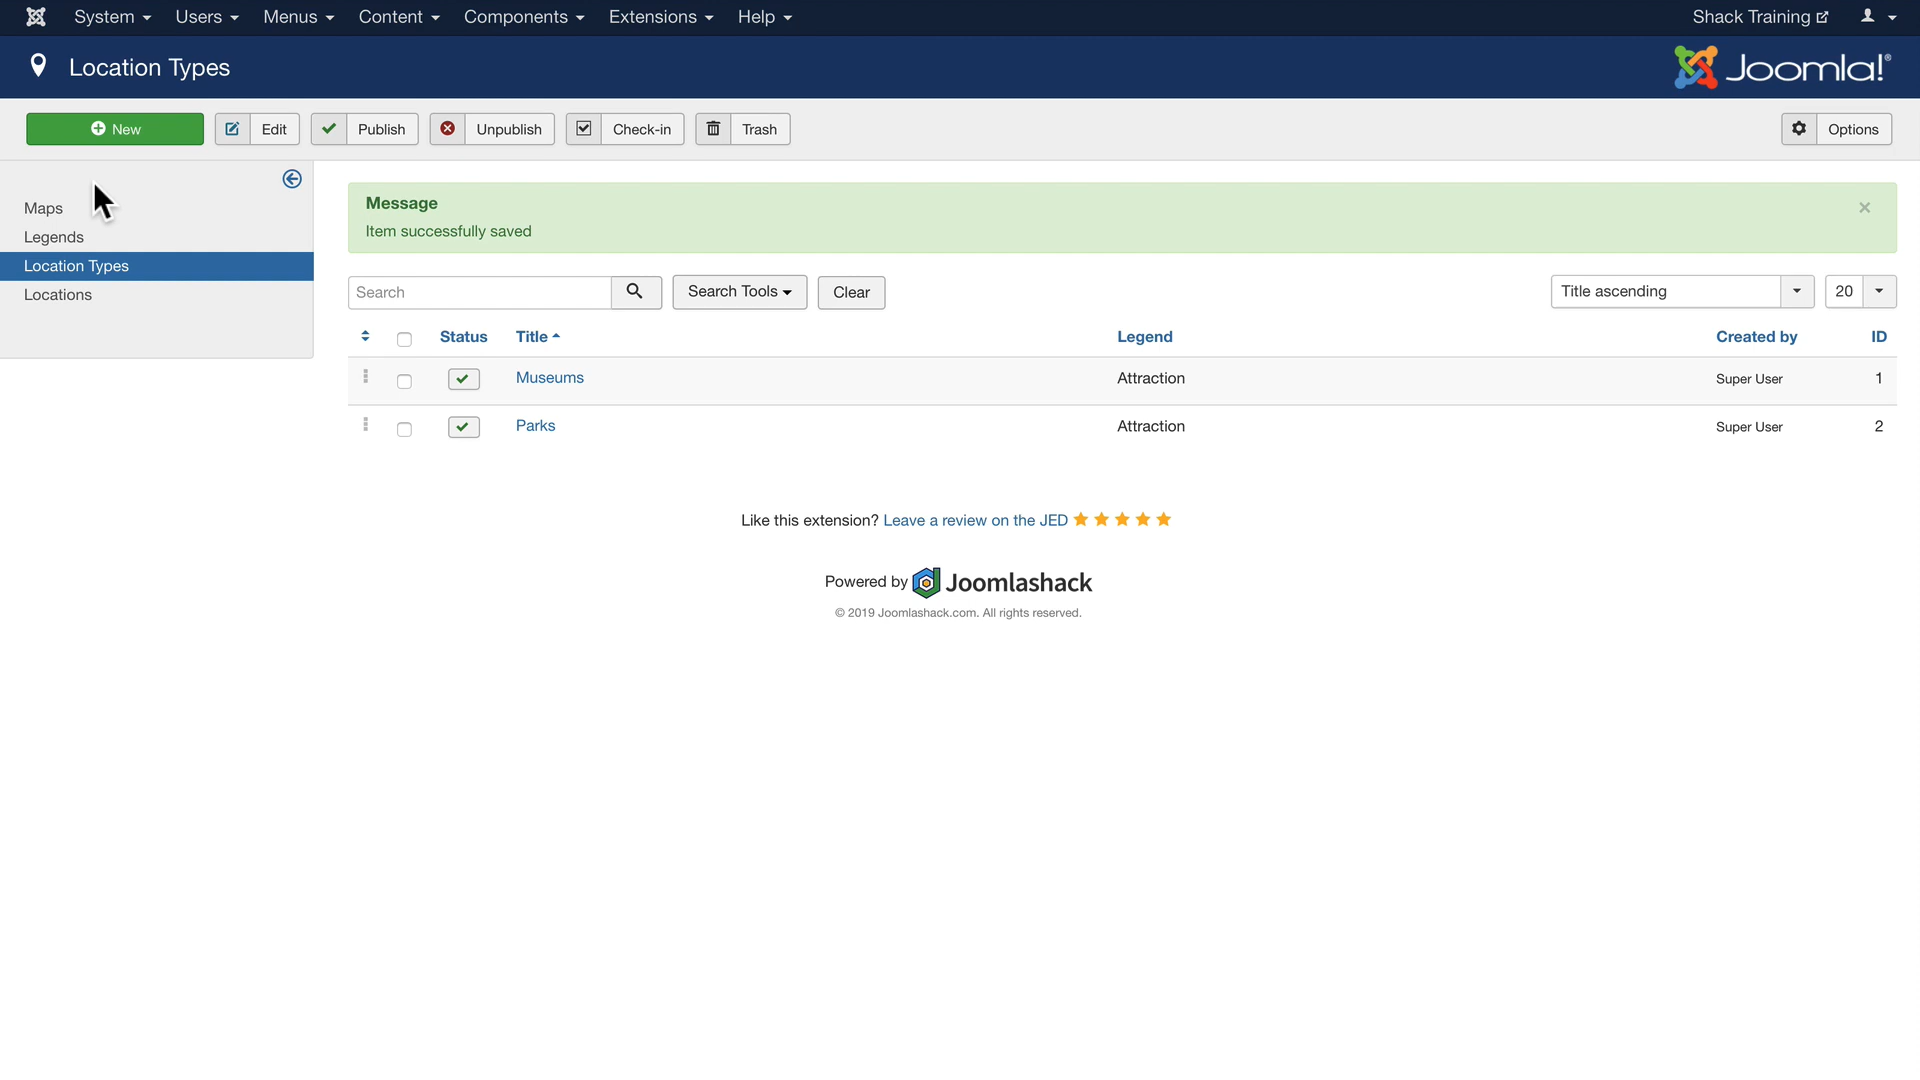 System Users Menus Content Components Extensions Help Shack Training
Location Types Joomla!®
New Edit Publish Unpublish Check-in Trash Options
Maps
Legends
Location Types
Locations
Message
Item successfully saved
×
Search Search Tools Clear Title ascending 20
Status Title Legend Created by ID
Museums Attraction Super User 1
Parks Attraction Super User 2
Like this extension? Leave a review on the JED
Powered by Joomlashack
© 2019 Joomlashack.com. All rights reserved.